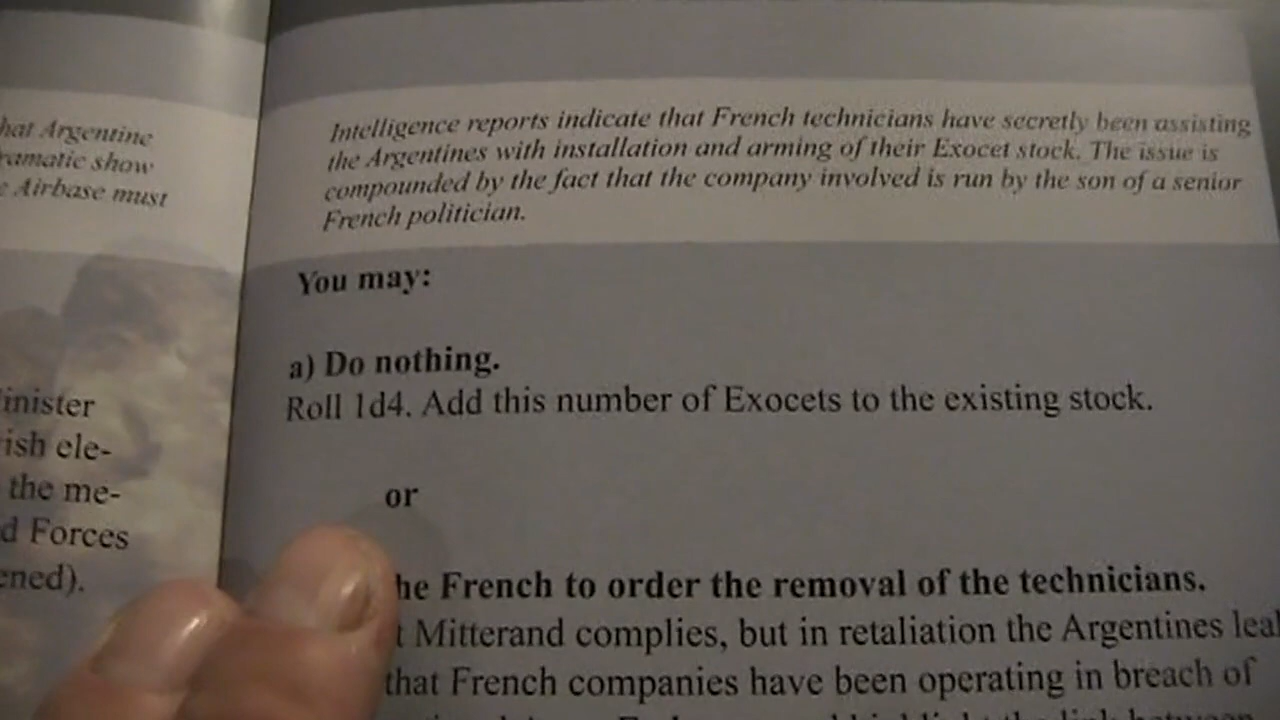 hat Argentine
ramatic show
Airbase must
inister
ish ele-
the me-
d Forces
ened).
Intelligence reports indicate that French technicians have secretly been assisting
the Argentines with installation and arming of their Exocet stock. The issue is
compounded by the fact that the company involved is run by the son of a senior
French politician.
You may:
a) Do nothing.
Roll 1d4. Add this number of Exocets to the existing stock.
or
he French to order the removal of the technicians.
t Mitterand complies, but in retaliation the Argentines leak
that French companies have been operating in breach of